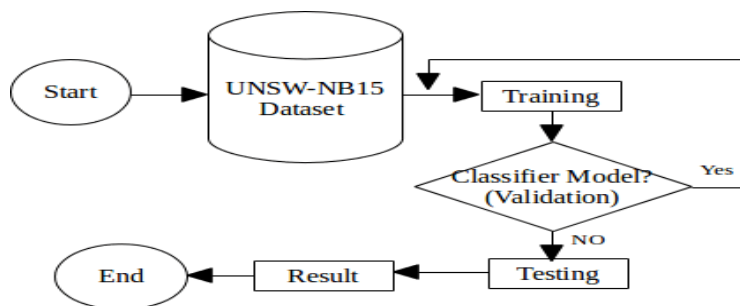 Start
UNSW-NB15
Dataset
Training
Classifier Model?
(Validation)
Yes
NO
Testing
Result
End